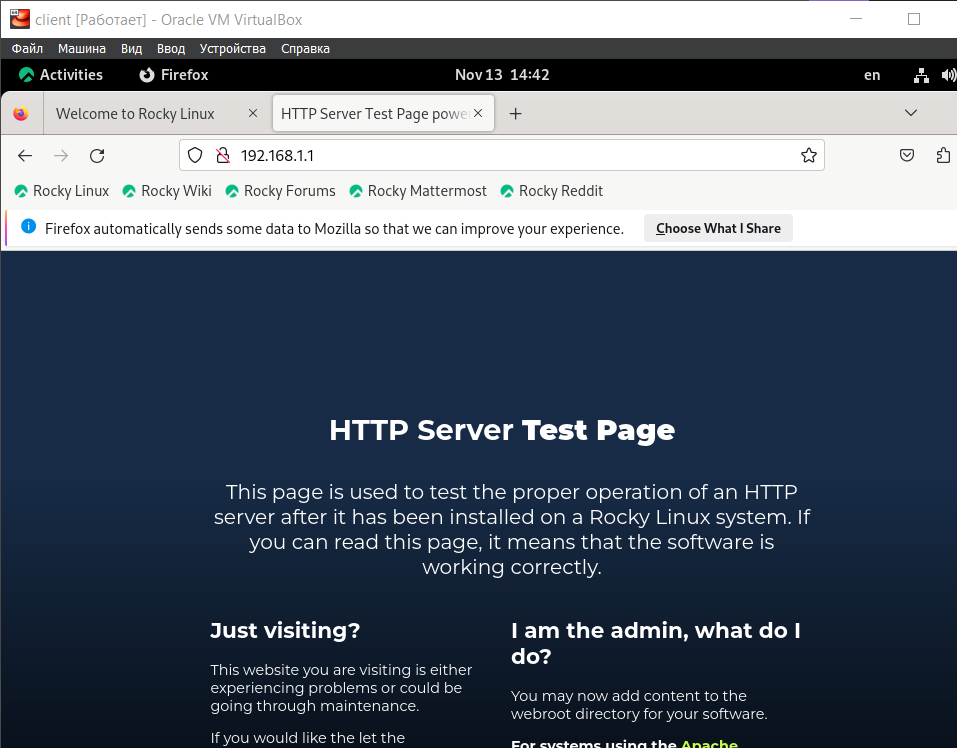 client [Работает] - Oracle VM VirtualBox
Файл Машина Вид Ввод Устройства Справка
Activities Firefox Nov 13 14:42 en
Welcome to Rocky Linux HTTP Server Test Page powe
192.168.1.1
Rocky Linux Rocky Wiki Rocky Forums Rocky Mattermost Rocky Reddit
Firefox automatically sends some data to Mozilla so that we can improve your experience. Choose What I Share
HTTP Server Test Page
This page is used to test the proper operation of an HTTP
server after it has been installed on a Rocky Linux system. If
you can read this page, it means that the software is
working correctly.
Just visiting?
This website you are visiting is either
experiencing problems or could be
going through maintenance.
If you would like the let the
I am the admin, what do I
do?
You may now add content to the
webroot directory for your software.
For systems using the Apache